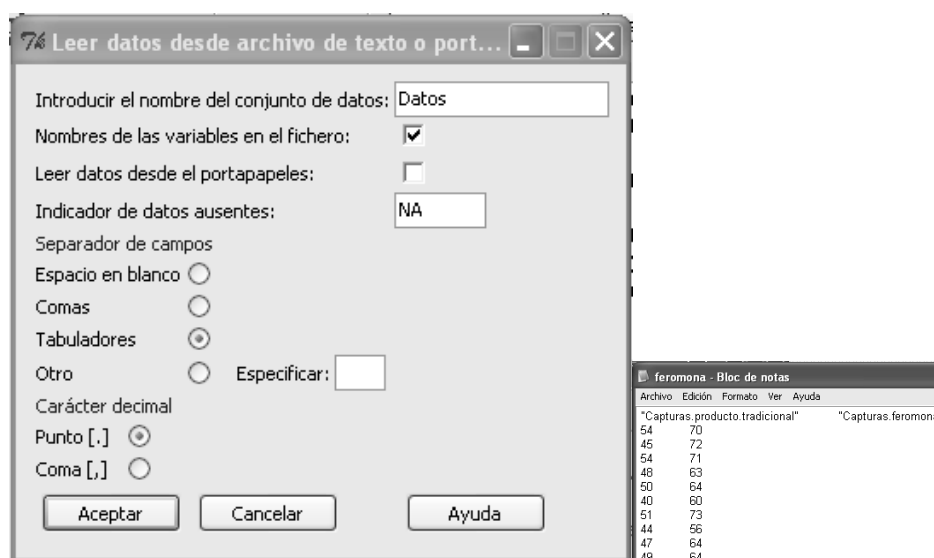 Leer datos desde archivo de texto o port...
Introducir el nombre del conjunto de datos: Datos
Nombres de las variables en el fichero:
Leer datos desde el portapapeles:
Indicador de datos ausentes: NA
Separador de campos
Espacio en blanco
Comas
Tabuladores
Otro Especificar:
Carácter decimal
Punto [.]
Coma [,]
Aceptar Cancelar Ayuda
feromona - Bloc de notas
Archivo Edición Formato Ver Ayuda
"Capturas.producto.tradicional" "Capturas.feromona
54 70
45 72
54 71
48 63
50 64
40 60
51 73
44 56
47 64
49 64